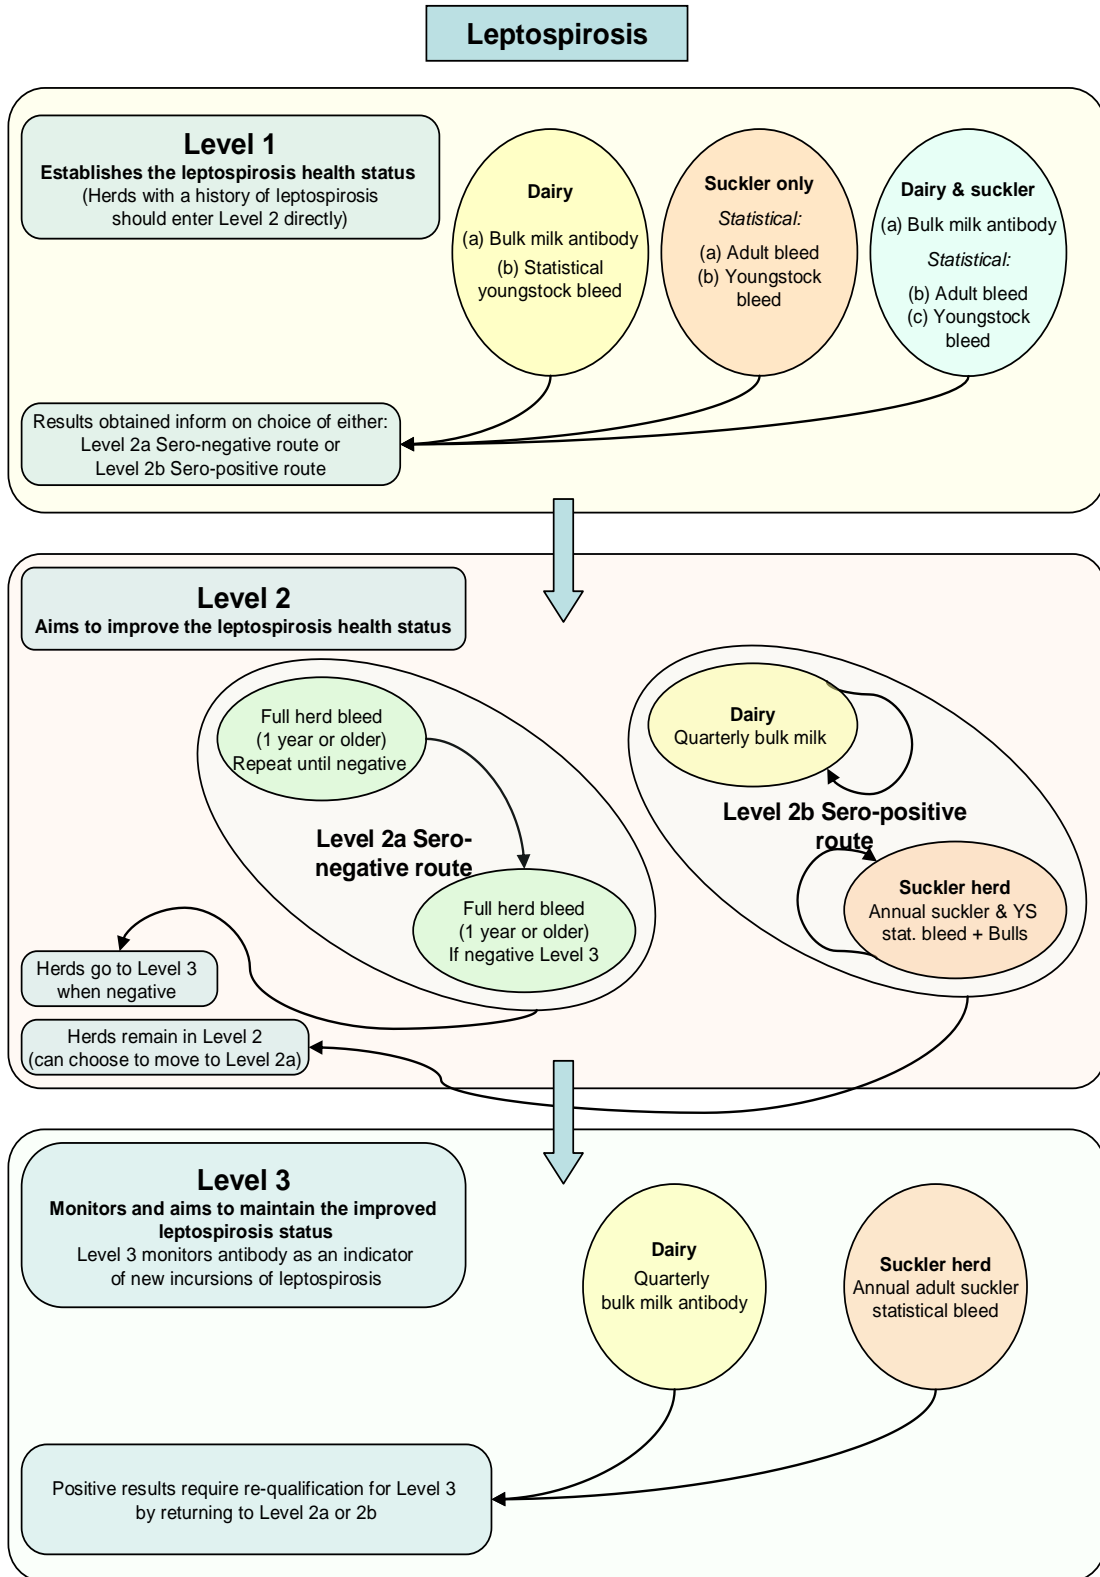 Leptospirosis
Level 1
Establishes the leptospirosis health status
(Herds with a history of leptospirosis
should enter Level 2 directly)
Dairy
(a) Bulk milk antibody
(b) Statistical
youngstock bleed
Suckler only
Statistical:
(a) Adult bleed
(b) Youngstock
bleed
Dairy & suckler
(a) Bulk milk antibody
Statistical:
(b) Adult bleed
(c) Youngstock
bleed
Results obtained inform on choice of either:
Level 2a Sero-negative route or
Level 2b Sero-positive route
Level 2
Aims to improve the leptospirosis health status
Full herd bleed
(1 year or older)
Repeat until negative
Level 2a Sero-
negative route
Full herd bleed
(1 year or older)
If negative Level 3
Dairy
Quarterly bulk milk
Level 2b Sero-positive
route
Suckler herd
Annual suckler & YS
stat. bleed + Bulls
Herds go to Level 3
when negative
Herds remain in Level 2
(can choose to move to Level 2a)
Level 3
Monitors and aims to maintain the improved
leptospirosis status
Level 3 monitors antibody as an indicator
of new incursions of leptospirosis
Dairy
Quarterly
bulk milk antibody
Suckler herd
Annual adult suckler
statistical bleed
Positive results require re-qualification for Level 3
by returning to Level 2a or 2b